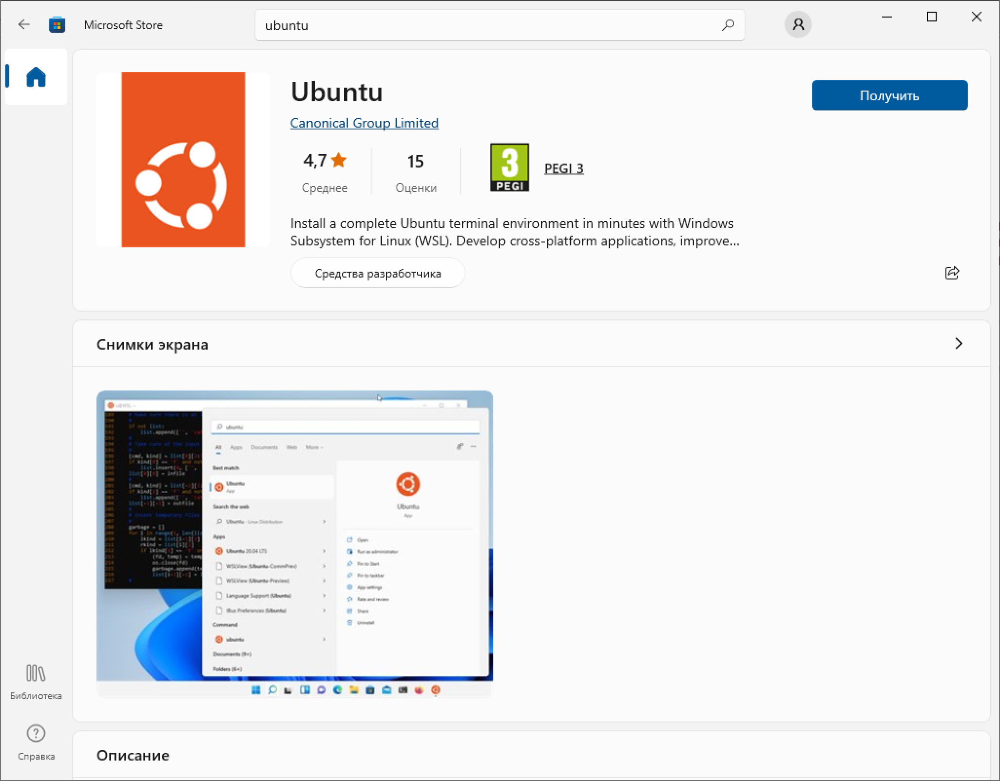 Microsoft Store
ubuntu
Ubuntu
Получить
Canonical Group Limited
4,7
15
3
PEGI
PEGI 3
Среднее
Оценки
Install a complete Ubuntu terminal environment in minutes with Windows
Subsystem for Linux (WSL). Develop cross-platform applications, improve...
Средства разработчика
Снимки экрана
ubuntu
All Apps Documents Web More
Best match
Ubuntu
App
Search the web
Ubuntu - Linux Distribution
Apps
Ubuntu 20.04 LTS
WSLView (Ubuntu-CommPrev)
WSLView (Ubuntu-Preview)
Language Support (Ubuntu)
IBus Preferences (Ubuntu)
Command
ubuntu
Documents (9+)
Folders (6+)
Ubuntu
App
Open
Run as administrator
Pin to Start
Pin to taskbar
App settings
Rate and review
Share
Uninstall
Библиотека
Справка
Описание